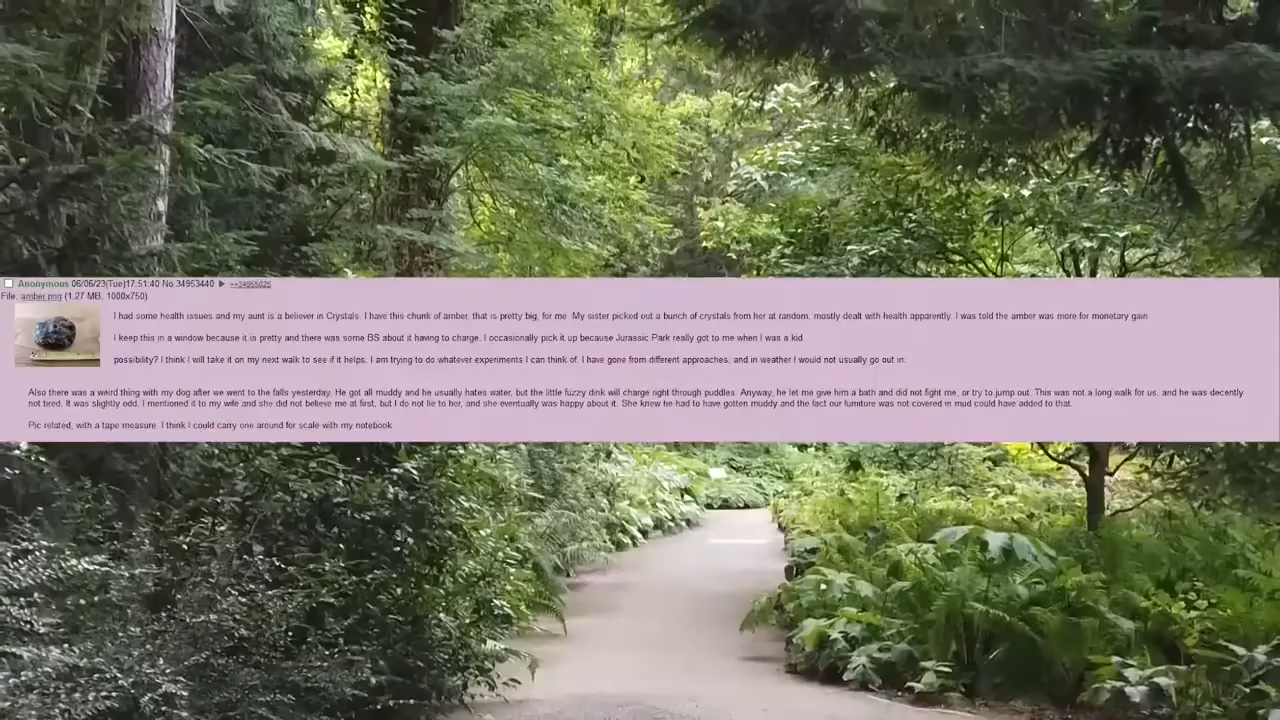 Anonymous 06/06/23(Tue)17:51:40 No.34953440 ▶ >>34955025
File: amber.png (1.27 MB, 1000x750)
I had some health issues and my aunt is a believer in Crystals. I have this chunk of amber, that is pretty big, for me. My sister picked out a bunch of crystals from her at random, mostly dealt with health apparently. I was told the amber was more for monetary gain
I keep this in a window because it is pretty and there was some BS about it having to charge. I occasionally pick it up because Jurassic Park really got to me when I was a kid.
possibility? I think I will take it on my next walk to see if it helps. I am trying to do whatever experiments I can think of. I have gone from different approaches, and in weather I would not usually go out in.
Also there was a weird thing with my dog after we went to the falls yesterday. He got all muddy and he usually hates water, but the little fuzzy dink will charge right through puddles. Anyway, he let me give him a bath and did not fight me, or try to jump out. This was not a long walk for us, and he was decently
not tired. It was slightly odd. I mentioned it to my wife and she did not believe me at first, but I do not lie to her, and she eventually was happy about it. She knew he had to have gotten muddy and the fact our furniture was not covered in mud could have added to that.
Pic related, with a tape measure. I think I could carry one around for scale with my notebook